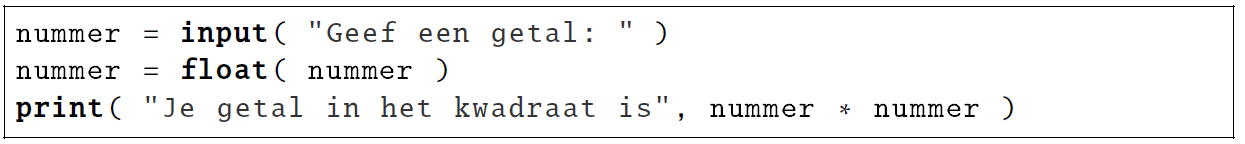 nummer = input( "Geef een getal: " )
nummer = float( nummer )
print( "Je getal in het kwadraat is", nummer * nummer )